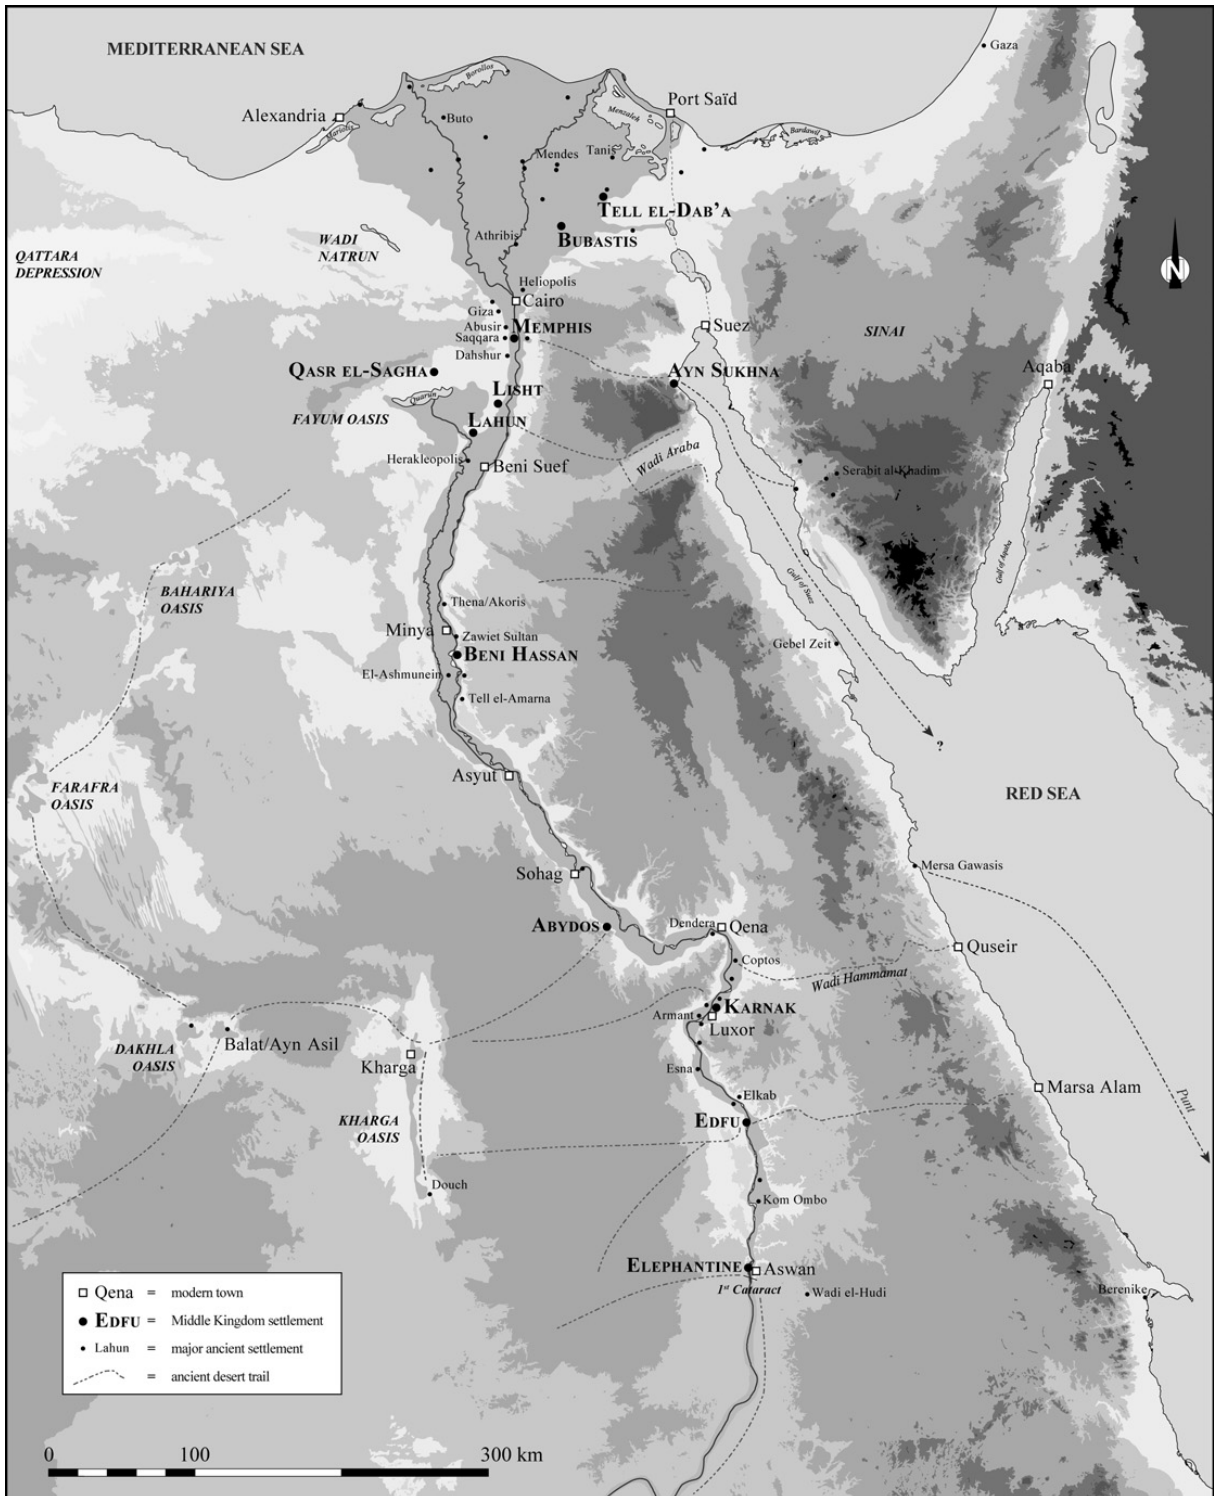 MEDITERRANEAN SEA
Gaza
Borollos
Alexandria
Mariotis
Buto
Menzaleh
Port Saïd
Bardawil
Mendes
Tanis
TELL EL-DAB'A
BUBASTIS
Athribis
WADI
NATRUN
QATTARA
DEPRESSION
N
Heliopolis
Cairo
Giza
Abusir
MEMPHIS
Saqqara
Dahshur
Suez
SINAI
QASR EL-SAGHA
AYN SUKHNA
Aqaba
LISHT
Quarun
FAYUM OASIS
LAHUN
Herakleopolis
Beni Suef
Wadi Araba
Serabit al-Khadim
Gulf of Suez
Gulf of Aqaba
BAHARIYA
OASIS
Thena/Akoris
Minya
Zawiet Sultan
BENI HASSAN
Gebel Zeit
El-Ashmunein
Tell el-Amarna
?
Asyut
FARAFRA
OASIS
RED SEA
Sohag
Mersa Gawasis
ABYDOS
Dendera
Qena
Quseir
Coptos
Wadi Hammamat
KARNAK
Armant
Luxor
Balat/Ayn Asil
DAKHLA
OASIS
Kharga
Esna
Marsa Alam
Punt
Elkab
EDFU
KHARGA
OASIS
Douch
Kom Ombo
ELEPHANTINE
Aswan
1st Cataract
Wadi el-Hudi
Berenike
Qena = modern town
EDFU = Middle Kingdom settlement
Lahun = major ancient settlement
= ancient desert trail
0 100 300 km